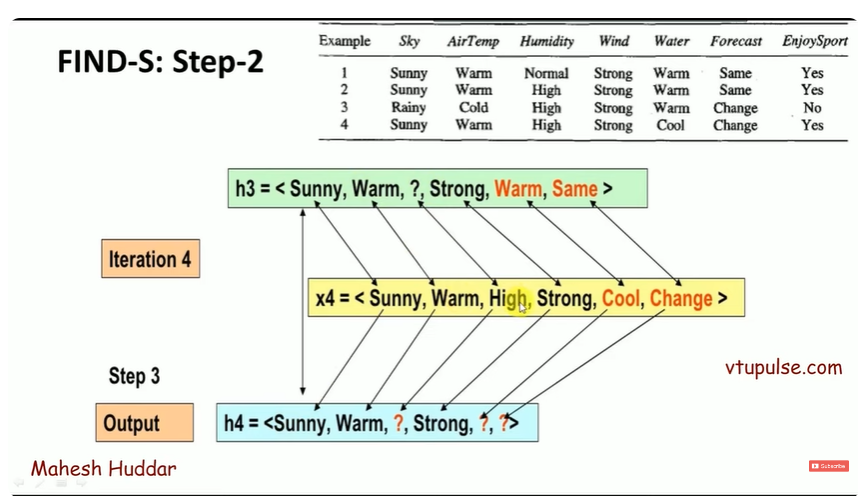 FIND-S: Step-2
Example Sky AirTemp Humidity Wind Water Forecast EnjoySport
1 Sunny Warm Normal Strong Warm Same Yes
2 Sunny Warm High Strong Warm Same Yes
3 Rainy Cold High Strong Warm Change No
4 Sunny Warm High Strong Cool Change Yes
h3 = < Sunny, Warm, ?, Strong, Warm, Same >
Iteration 4
x4 = < Sunny, Warm, High, Strong, Cool, Change >
vtupulse.com
Step 3
Output
h4 = <Sunny, Warm, ?, Strong, ?, ?>
Mahesh Huddar
Subscribe